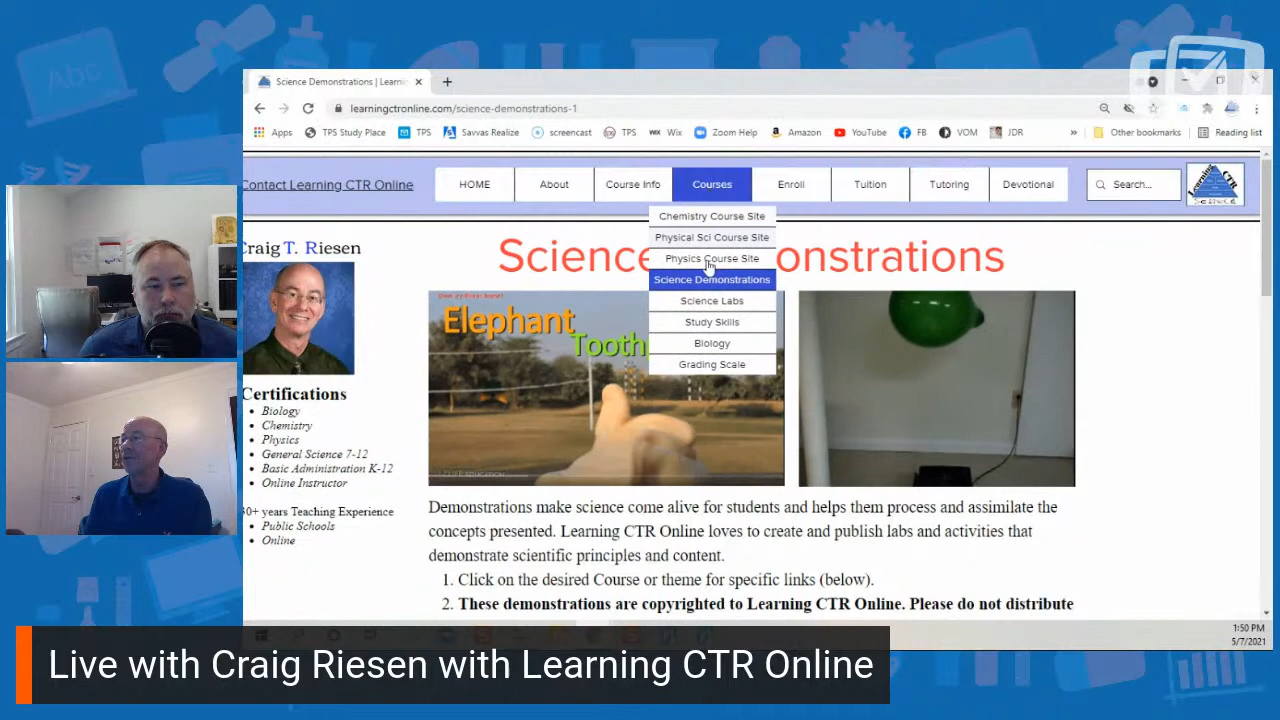 Abc
Science Demonstrations | Learni
learningctronline.com/science-demonstrations-1
Apps
TPS Study Place
TPS
Savvas Realize
screencast
TPS
Wix
Zoom Help
Amazon
YouTube
FB
VOM
JDR
»
Other bookmarks
Reading list
Contact Learning CTR Online
HOME
About
Course Info
Courses
Enroll
Tuition
Tutoring
Devotional
Search...
Learning CTR
Chemistry Course Site
Physical Sci Course Site
Physics Course Site
Science Demonstrations
Science Labs
Study Skills
Biology
Grading Scale
Craig T. Riesen
Science onstrations
Elephant
Tooth
Certifications
• Biology
• Chemistry
• Physics
• General Science 7-12
• Basic Administration K-12
• Online Instructor
30+ years Teaching Experience
• Public Schools
• Online
Demonstrations make science come alive for students and helps them process and assimilate the
concepts presented. Learning CTR Online loves to create and publish labs and activities that
demonstrate scientific principles and content.
1. Click on the desired Course or theme for specific links (below).
2. These demonstrations are copyrighted to Learning CTR Online. Please do not distribute
1:50 PM
5/7/2021
Live with Craig Riesen with Learning CTR Online